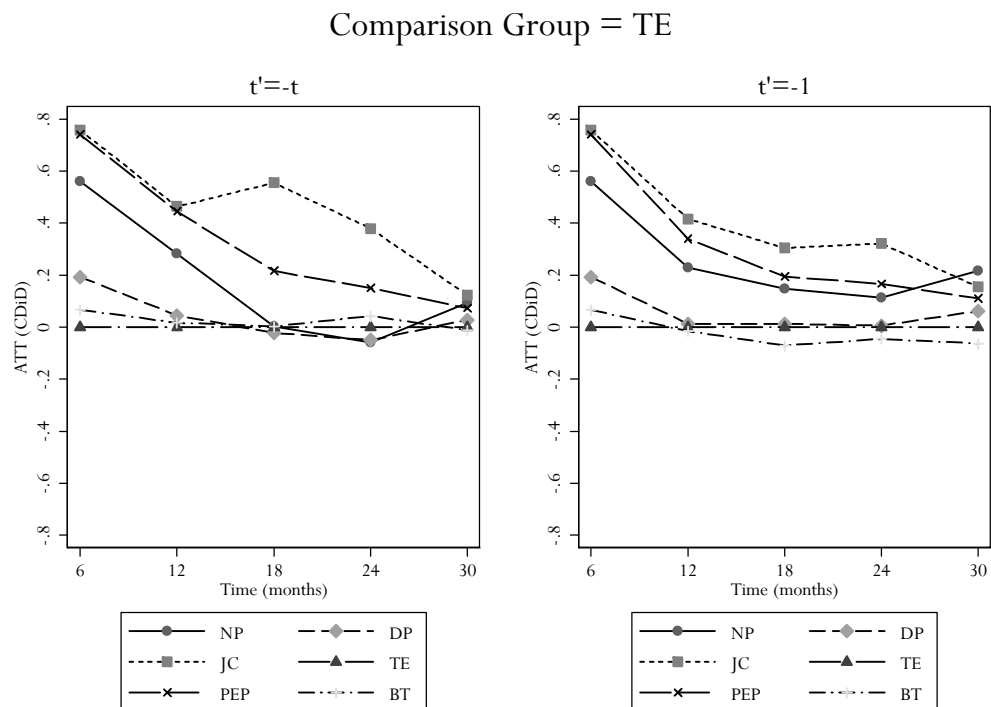 Comparison Group = TE
t'=-t
ATT (CDiD)
.8
.6
.4
.2
0
-.2
-.4
-.6
-.8
6 12 18 24 30
Time (months)
NP DP
JC TE
PEP BT
t'=-1
ATT (CDiD)
.8
.6
.4
.2
0
-.2
-.4
-.6
-.8
6 12 18 24 30
Time (months)
NP DP
JC TE
PEP BT